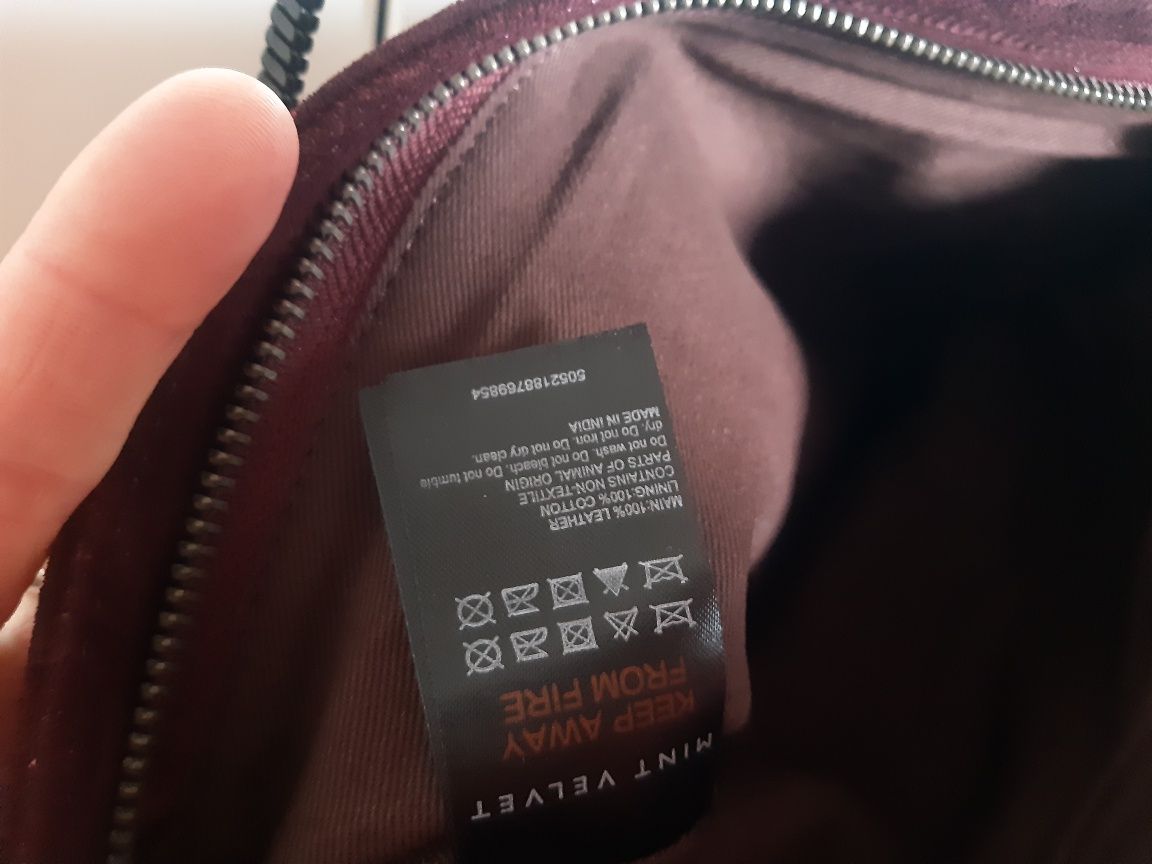 MINT VELVET
KEEP AWAY
FROM FIRE
MAIN:100% LEATHER
LINING:100% COTTON
CONTAINS NON-TEXTILE
PARTS OF ANIMAL ORIGIN
Do not wash. Do not bleach. Do not tumble
dry. Do not iron. Do not dry clean.
MADE IN INDIA
5052188769854